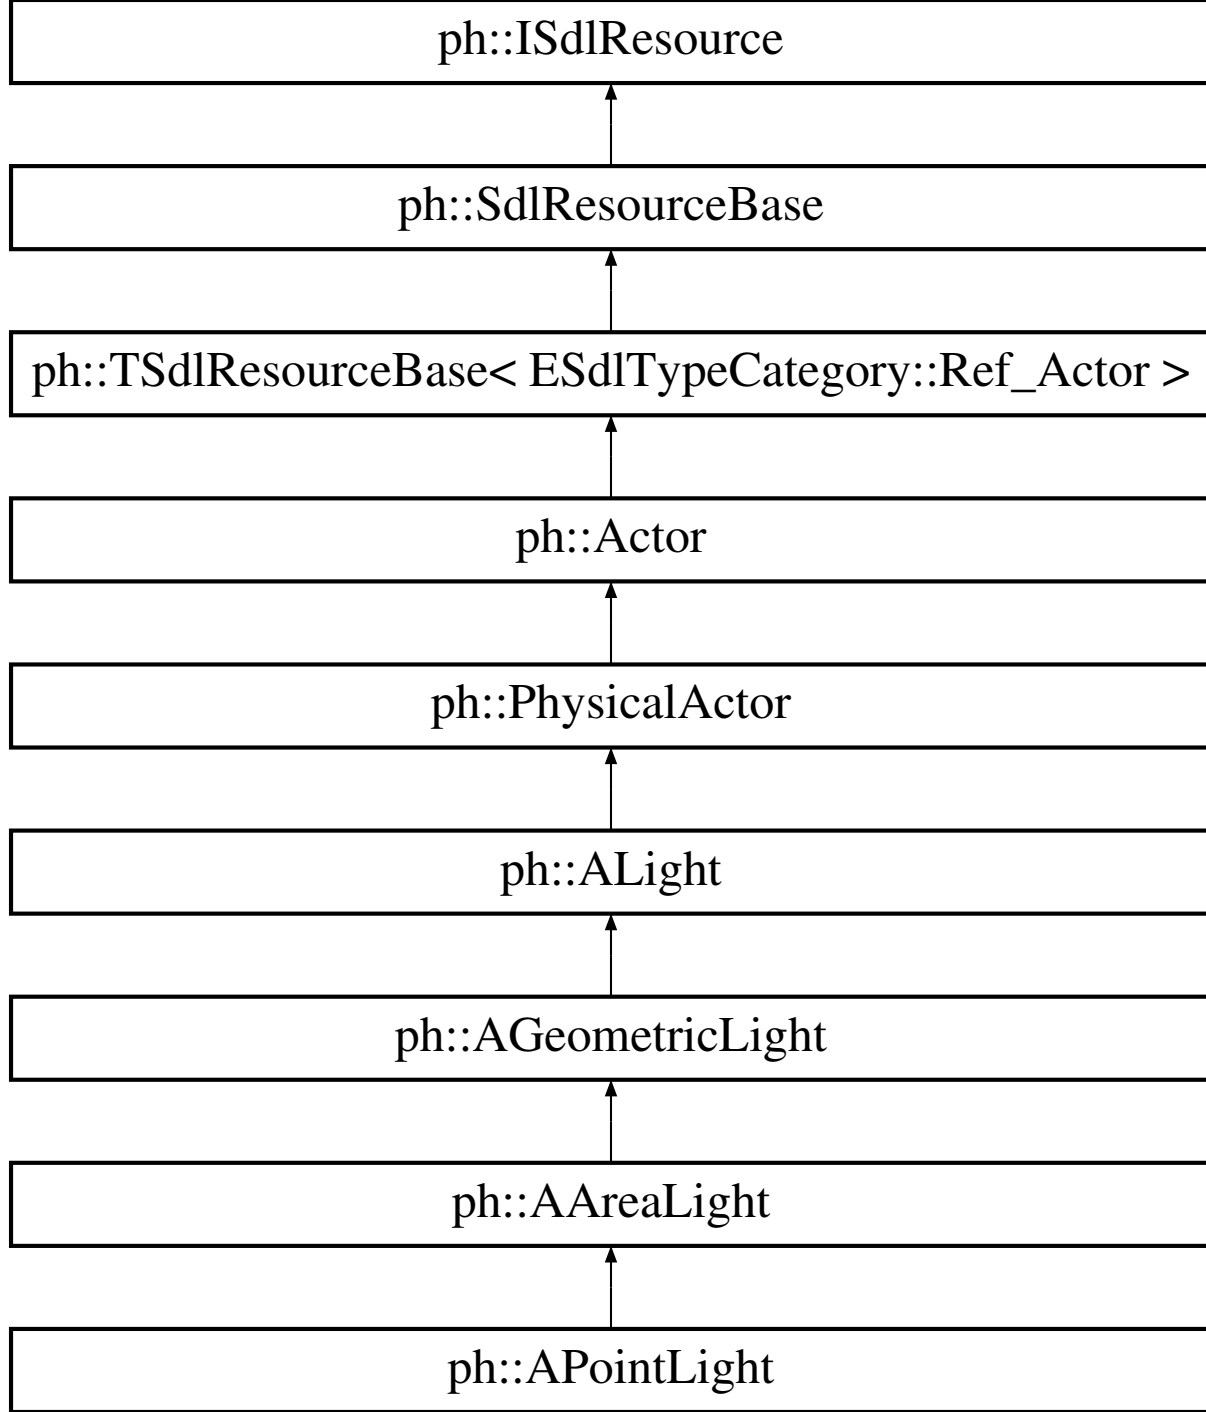 ph::ISdlResource
ph::SdlResourceBase
ph::TSdlResourceBase< ESdlTypeCategory::Ref_Actor >
ph::Actor
ph::PhysicalActor
ph::ALight
ph::AGeometricLight
ph::AAreaLight
ph::APointLight